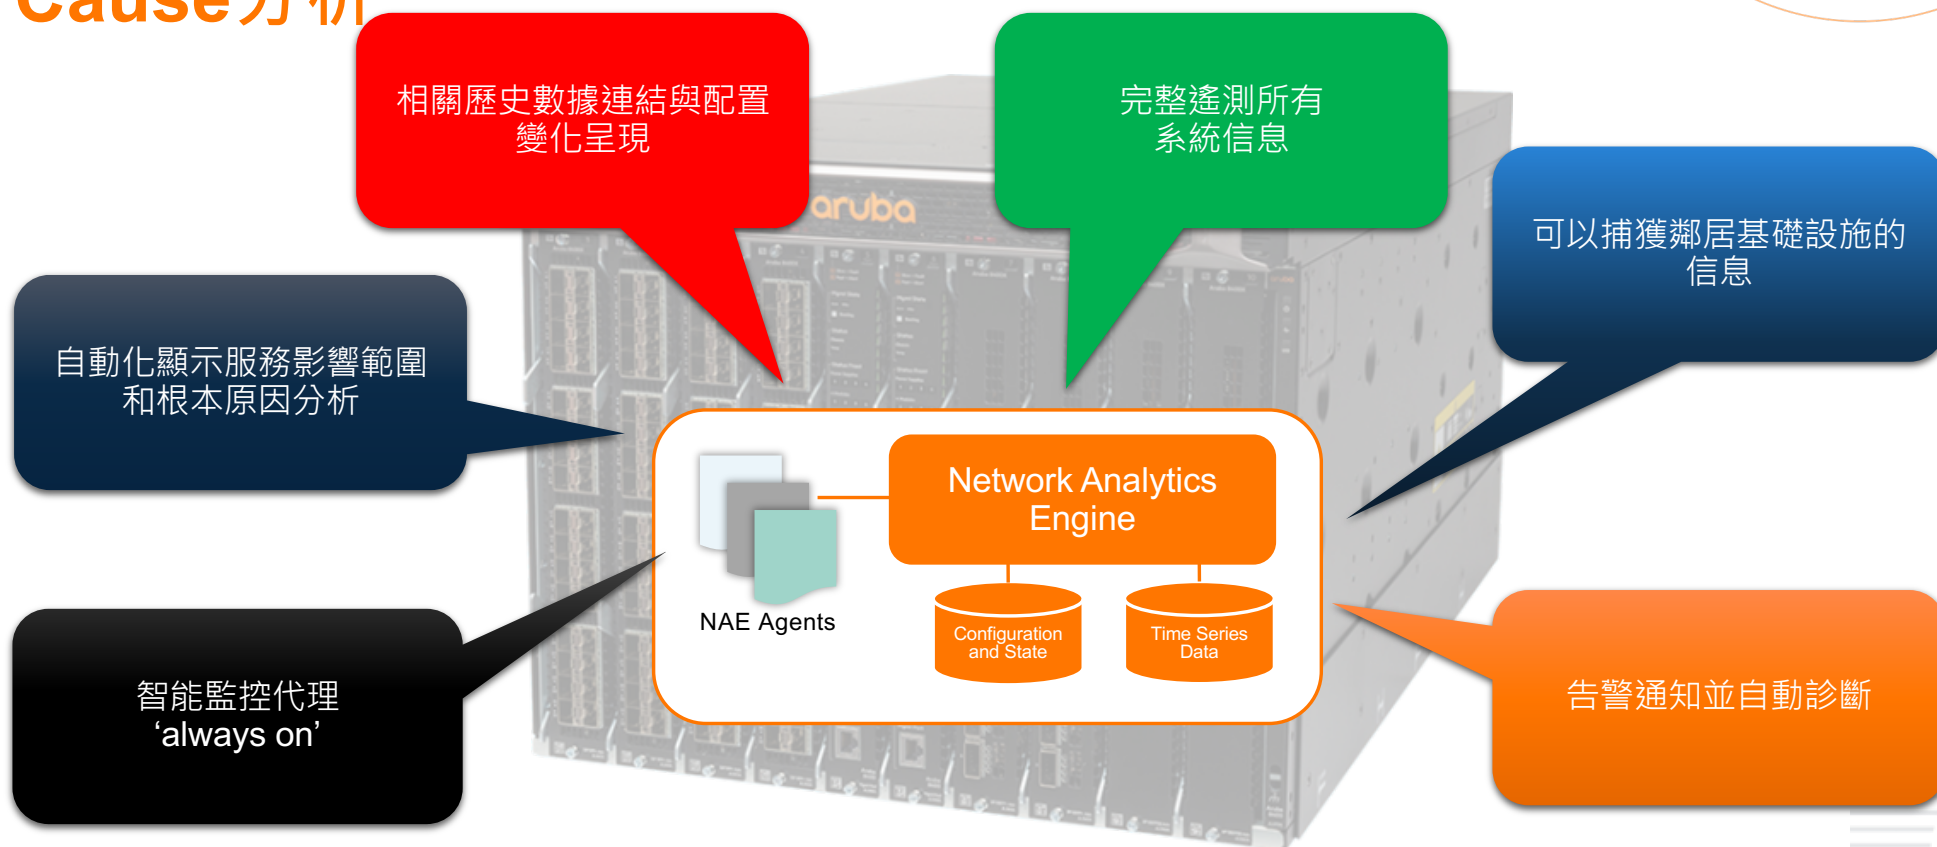 Cause分析
相關歷史數據連結與配置
變化呈現
完整遙測所有
系統信息
aruba
可以捕獲鄰居基礎設施的
信息
自動化顯示服務影響範圍
和根本原因分析
Network Analytics
Engine
NAE Agents
Configuration
and State
Time Series
Data
智能監控代理
‘always on’
告警通知並自動診斷